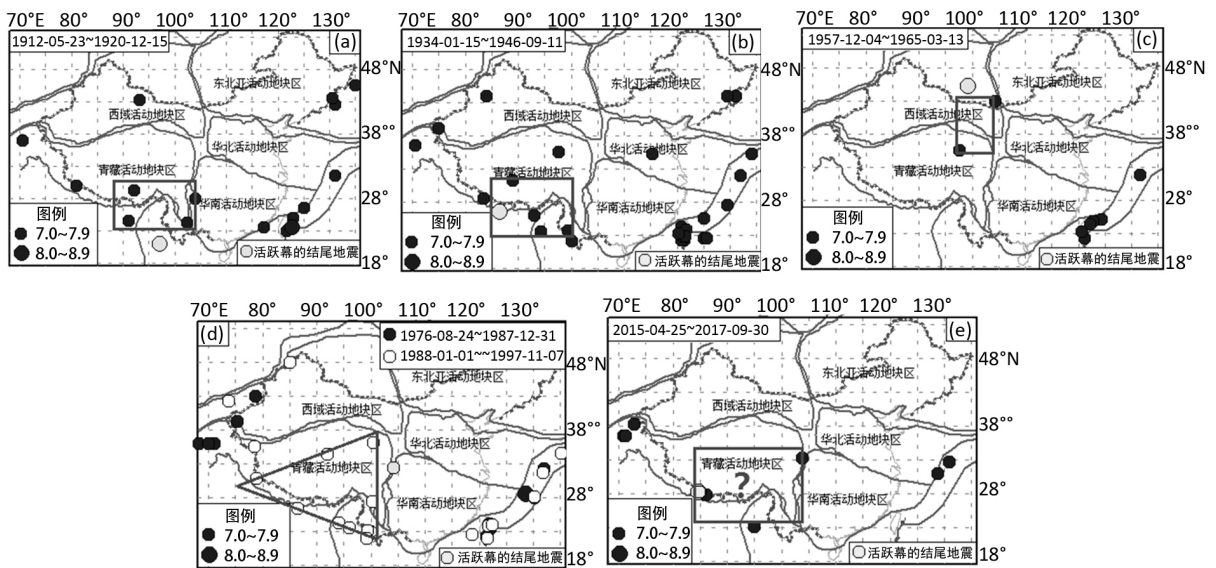 70°E 80° 90° 100° 110° 120° 130°
1912-05-23~1920-12-15
(a)
48°N
东北亚活动地块区
西域活动地块区
38°°
华北活动地块区
青藏活动地块区
28°
华南活动地块区
图例
7.0~7.9
8.0~8.9
活跃幕的结尾地震
18°
70°E 80° 90° 100° 110° 120° 130°
1934-01-15~1946-09-11
(b)
48°N
东北亚活动地块区
西域活动地块区
38°°
华北活动地块区
青藏活动地块区
28°
华南活动地块区
图例
7.0~7.9
8.0~8.9
活跃幕的结尾地震
18°
70°E 80° 90° 100° 110° 120° 130°
1957-12-04~1965-03-13
(c)
48°N
东北亚活动地块区
西域活动地块区
38°°
华北活动地块区
青藏活动地块区
28°
华南活动地块区
图例
7.0~7.9
8.0~8.9
活跃幕的结尾地震
18°
70°E 80° 90° 100° 110° 120° 130°
(d)
1976-08-24~1987-12-31
1988-01-01~~1997-11-07
48°N
东北亚活动地块区
西域活动地块区
38°°
华北活动地块区
青藏活动地块区
28°
华南活动地块区
图例
7.0~7.9
8.0~8.9
活跃幕的结尾地震
18°
70°E 80° 90° 100° 110° 120° 130°
2015-04-25~2017-09-30
(e)
48°N
东北亚活动地块区
西域活动地块区
38°°
华北活动地块区
青藏活动地块区
?
28°
华南活动地块区
图例
7.0~7.9
8.0~8.9
活跃幕的结尾地震
18°